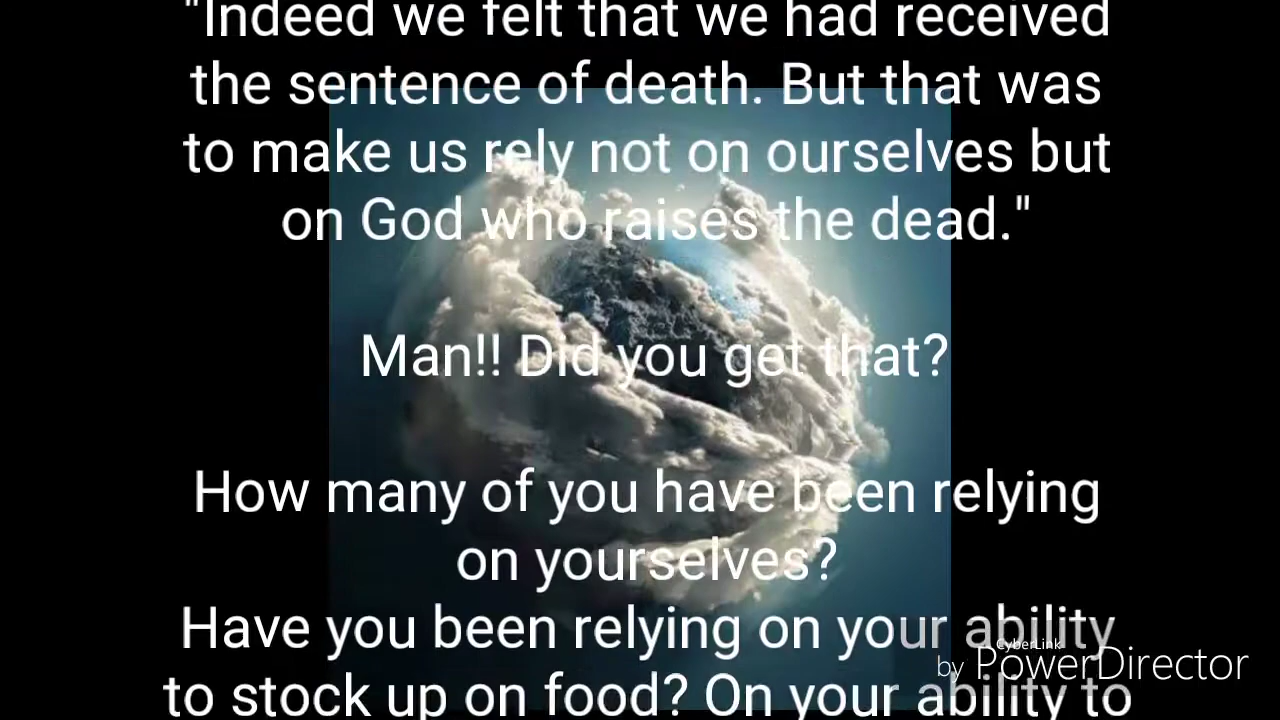 "Indeed we felt that we had received
the sentence of death. But that was
to make us rely not on ourselves but
on God who raises the dead."
Man!! Did you get that?
How many of you have been relying
on yourselves?
Have you been relying on your ability
to stock up on food? On your ability to
CyberLink
by PowerDirector